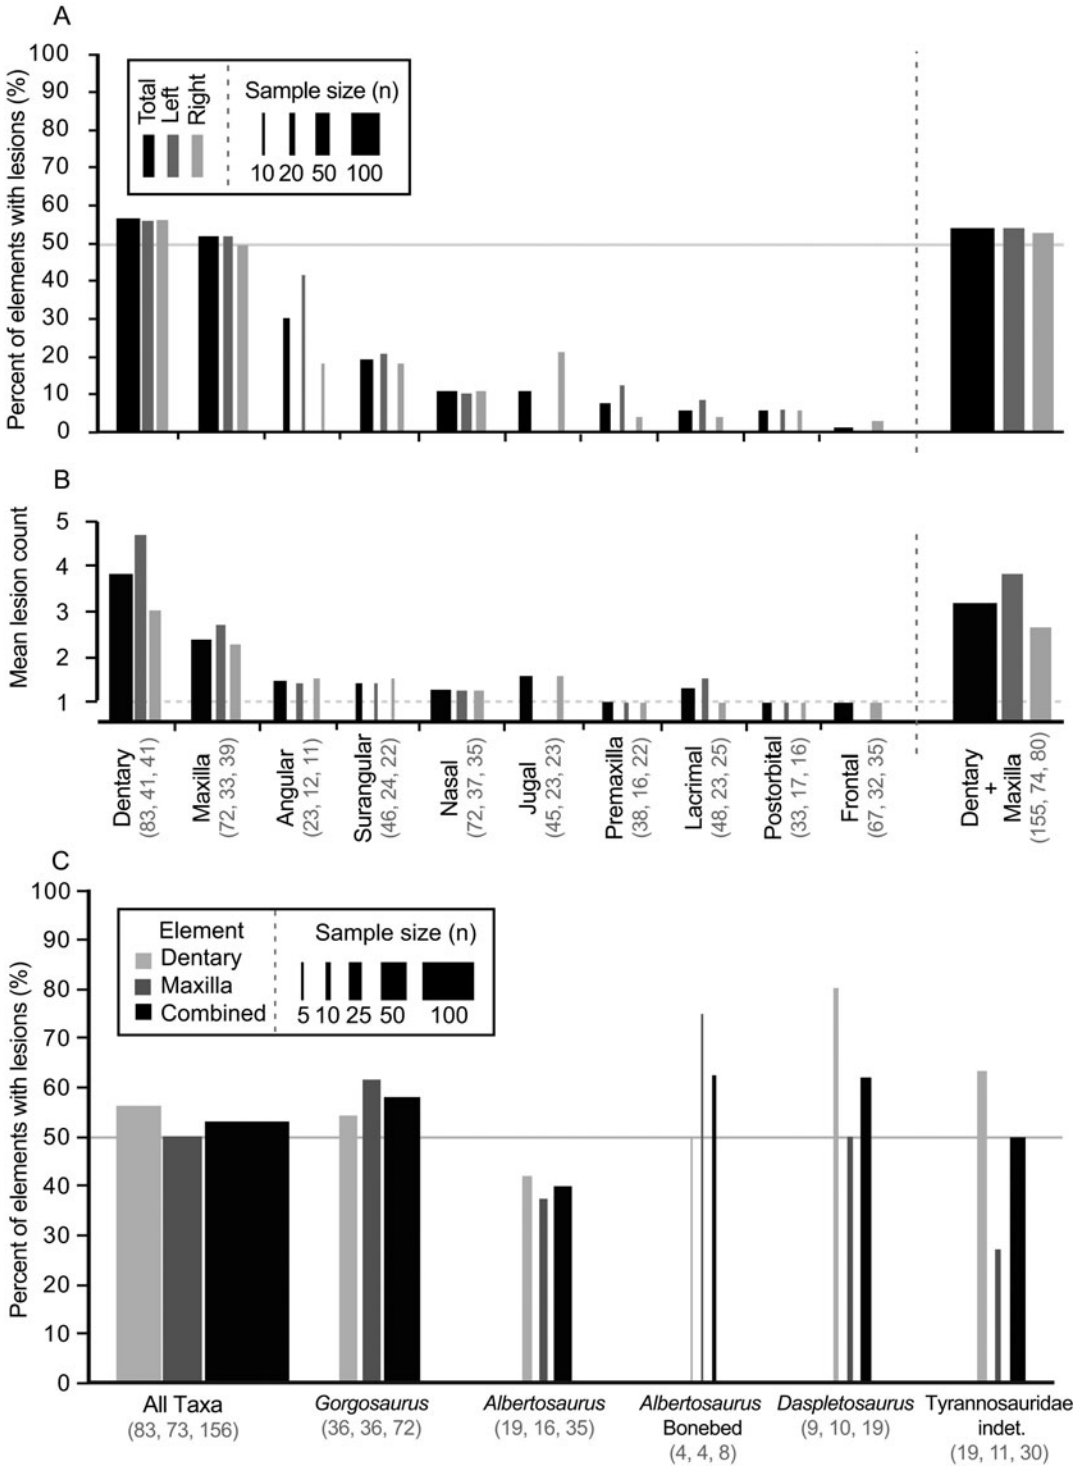 A
Percent of elements with lesions (%)
100
90
80
70
60
50
40
30
20
10
0
Total
Left
Right
Sample size (n)
10 20 50 100
B
Mean lesion count
5
4
3
2
1
Dentary
(83, 41, 41)
Maxilla
(72, 33, 39)
Angular
(23, 12, 11)
Surangular
(46, 24, 22)
Nasal
(72, 37, 35)
Jugal
(45, 23, 23)
Premaxilla
(38, 16, 22)
Lacrimal
(48, 23, 25)
Postorbital
(33, 17, 16)
Frontal
(67, 32, 35)
Dentary
+
Maxilla
(155, 74, 80)
C
Percent of elements with lesions (%)
100
90
80
70
60
50
40
30
20
10
0
Element
Dentary
Maxilla
Combined
Sample size (n)
5 10 25 50 100
All Taxa
(83, 73, 156)
Gorgosaurus
(36, 36, 72)
Albertosaurus
(19, 16, 35)
Albertosaurus
Bonebed
(4, 4, 8)
Daspletosaurus
(9, 10, 19)
Tyrannosauridae
indet.
(19, 11, 30)